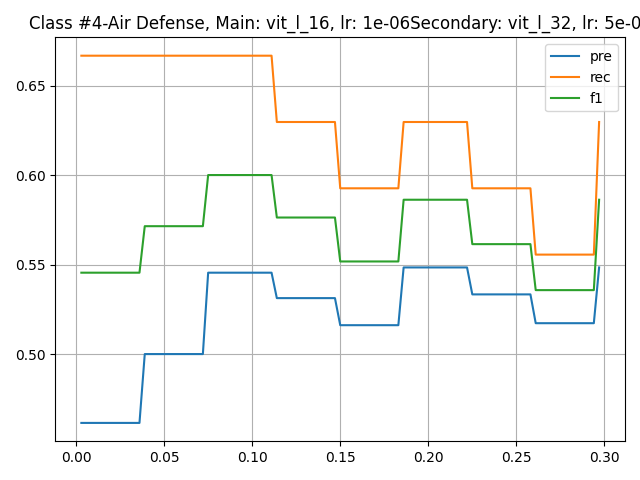 Class #4-Air Defense, Main: vit_l_16, lr: 1e-06Secondary: vit_l_32, lr: 5e-0
pre
rec
f1
0.65
0.60
0.55
0.50
0.00 0.05 0.10 0.15 0.20 0.25 0.30